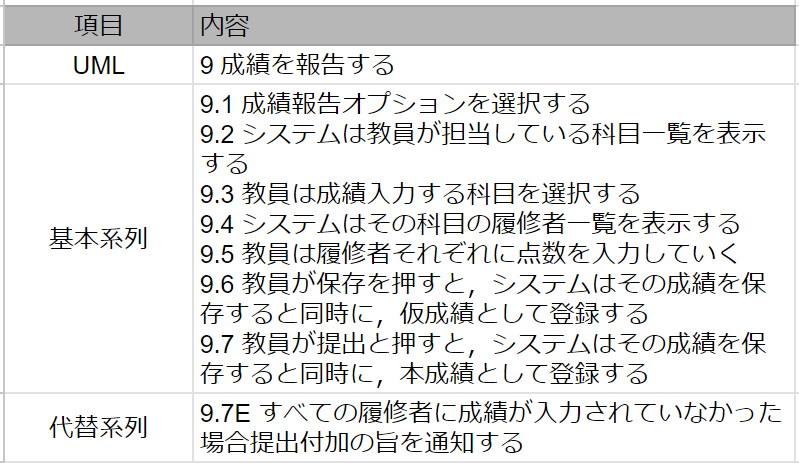 項目 内容
UML 9 成績を報告する
9.1 成績報告オプションを選択する
9.2 システムは教員が担当している科目一覧を表示
する
9.3 教員は成績入力する科目を選択する
9.4 システムはその科目の履修者一覧を表示する
基本系列
9.5 教員は履修者それぞれに点数を入力していく
9.6 教員が保存を押すと，システムはその成績を保
存すると同時に，仮成績として登録する
9.7 教員が提出と押すと，システムはその成績を保
存すると同時に，本成績として登録する
代替系列
9.7E すべての履修者に成績が入力されていなかった
場合提出付加の旨を通知する